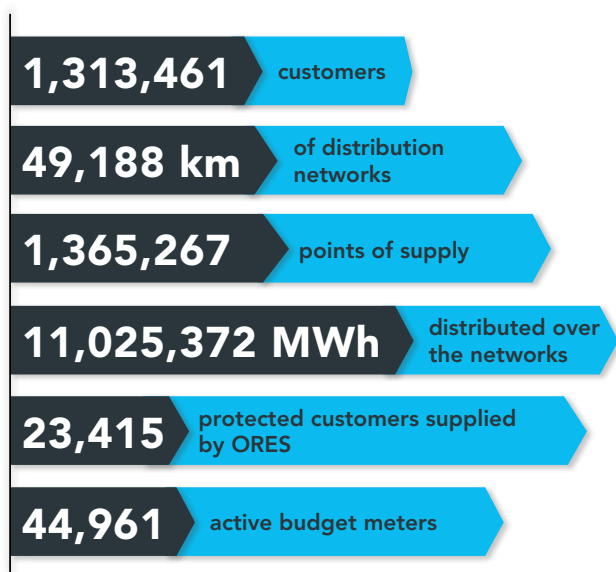 1,313,461 customers
49,188 km of distribution
networks
1,365,267 points of supply
11,025,372 MWh distributed over
the networks
23,415 protected customers supplied
by ORES
44,961 active budget meters